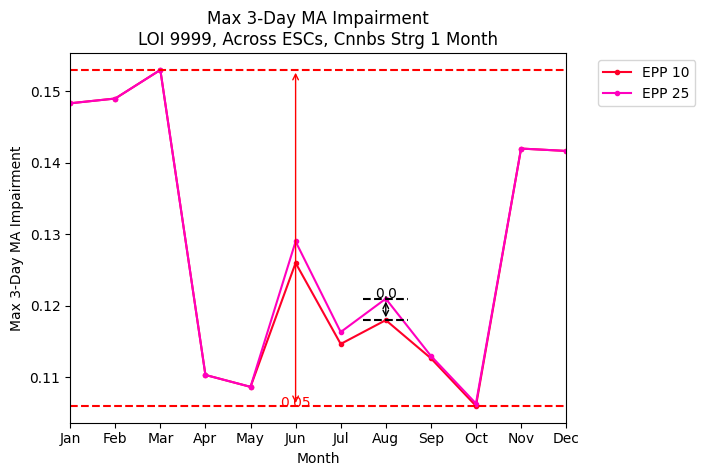 Max 3-Day MA Impairment
LOI 9999, Across ESCs, Cnnbs Strg 1 Month
EPP 10
EPP 25
Max 3-Day MA Impairment
0.15
0.14
0.13
0.12
0.11
0.0
0.05
Jan Feb Mar Apr May Jun Jul Aug Sep Oct Nov Dec
Month